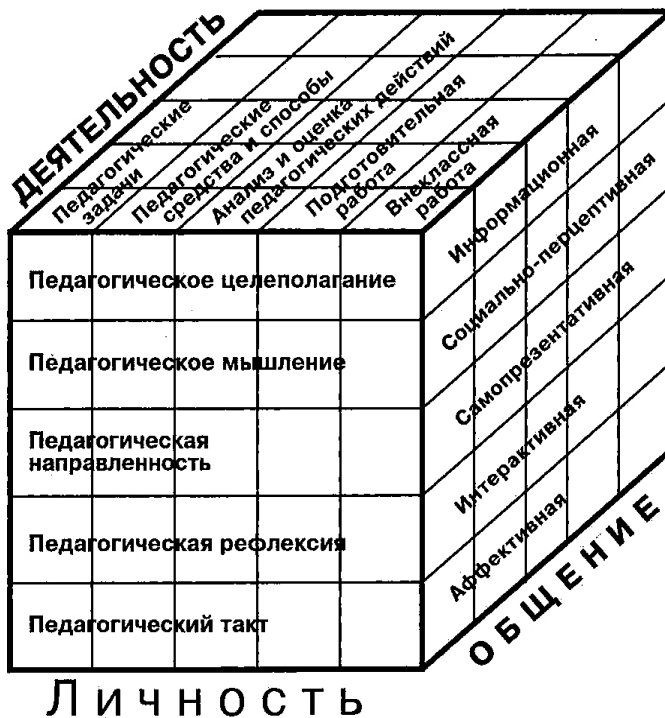 ДЕЯТЕЛЬНОСТЬ
Педагогические
задачи
Педагогические
средства и способы
Анализ и оценка
педагогических действий
Подготовительная
работа
Внеклассная
работа
Педагогическое целеполагание
Педагогическое мышление
Педагогическая
направленность
Педагогическая рефлексия
Педагогический такт
Информационная
Социально-перцептивная
Самопрезентативная
Интерактивная
Аффективная
ОБЩЕНИЕ
Личность